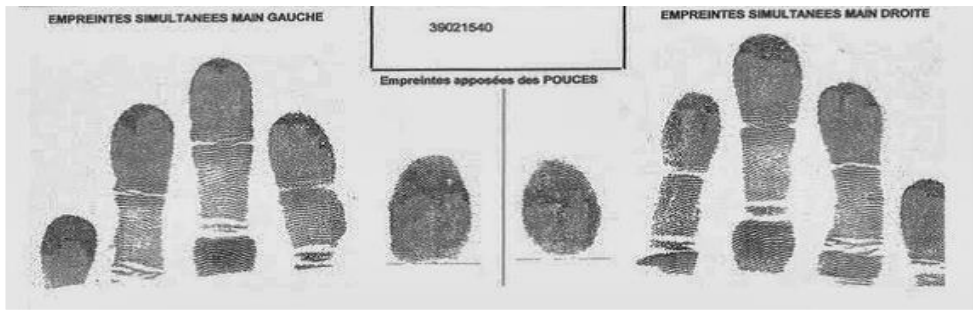 EMPREINTES SIMULTANEES MAIN GAUCHE
39021540
EMPREINTES SIMULTANEES MAIN DROITE
Empreintes apposées des POUCES